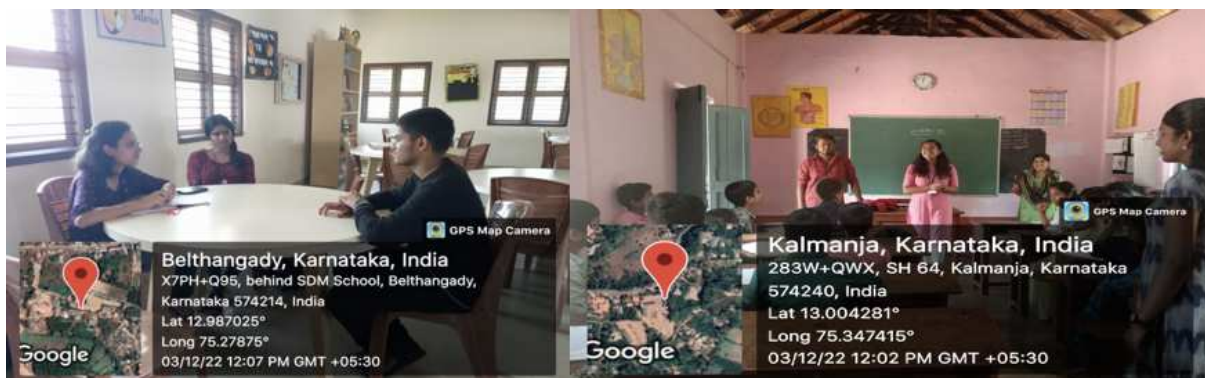 GPS Map Camera
Belthangady, Karnataka, India
X7PH+Q95, behind SDM School, Belthangady,
Karnataka 574214, India
Lat 12.987025°
Long 75.27875°
03/12/22 12:07 PM GMT +05:30
Google
GPS Map Camera
Kalmanja, Karnataka, India
283W+QWX, SH 64, Kalmanja, Karnataka
574240, India
Lat 13.004281°
Long 75.347415°
03/12/22 12:02 PM GMT +05:30
Google